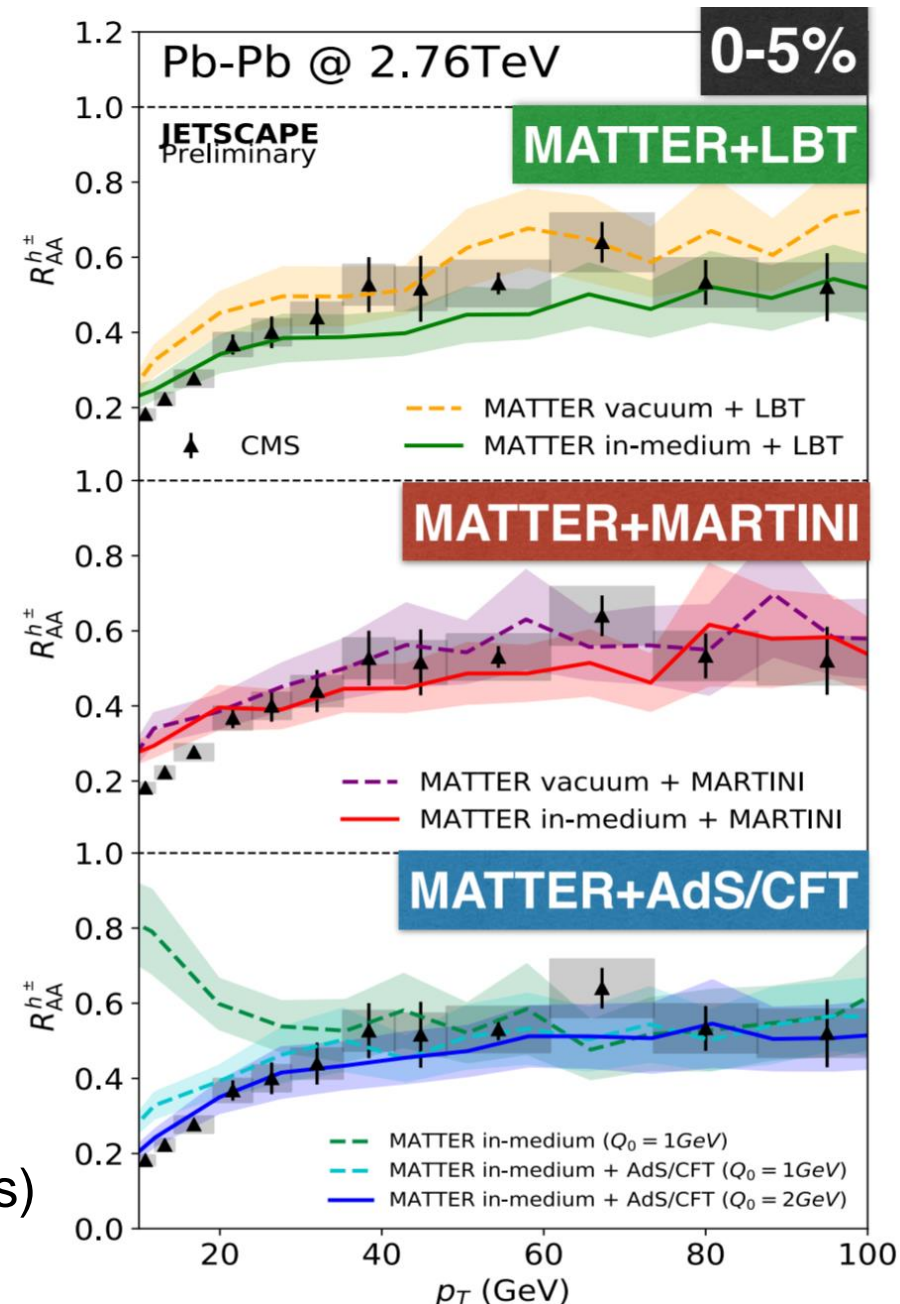 1.2
Pb-Pb @ 2.76TeV
0-5%
1.0
JETSCAPE
Preliminary
MATTER+LBT
0.8
0.6
R_AA^{h±}
0.4
0.2
CMS
MATTER vacuum + LBT
MATTER in-medium + LBT
1.0
MATTER+MARTINI
0.8
0.6
R_AA^{h±}
0.4
0.2
MATTER vacuum + MARTINI
MATTER in-medium + MARTINI
1.0
MATTER+AdS/CFT
0.8
0.6
R_AA^{h±}
0.4
0.2
MATTER in-medium (Q₀ = 1GeV)
MATTER in-medium + AdS/CFT (Q₀ = 1GeV)
MATTER in-medium + AdS/CFT (Q₀ = 2GeV)
s)
0.0
20 40 60 80 100
p_T (GeV)